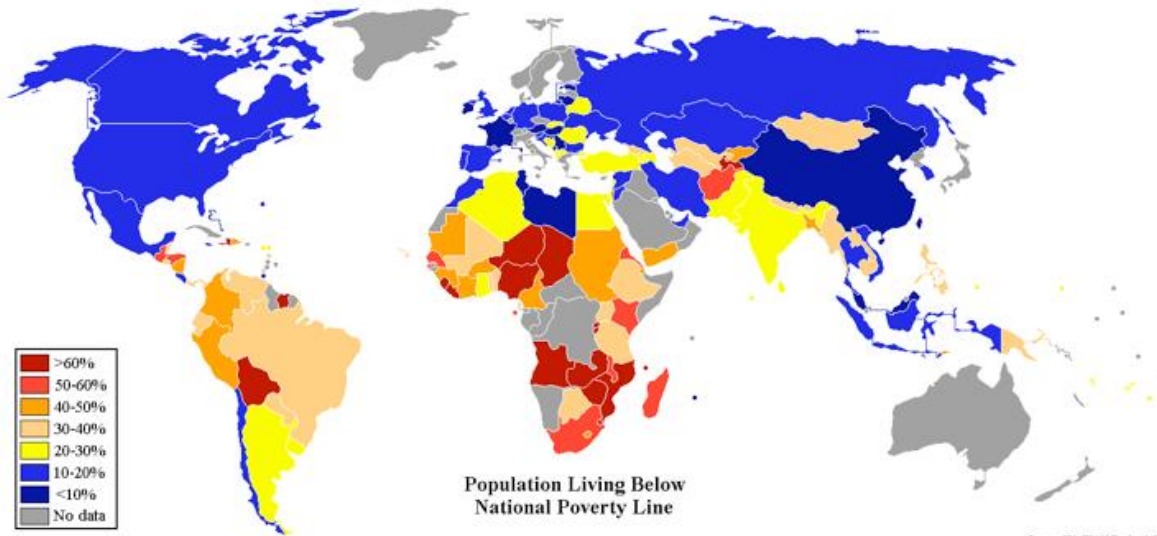 >60%
50-60%
40-50%
30-40%
20-30%
10-20%
<10%
No data
Population Living Below
National Poverty Line